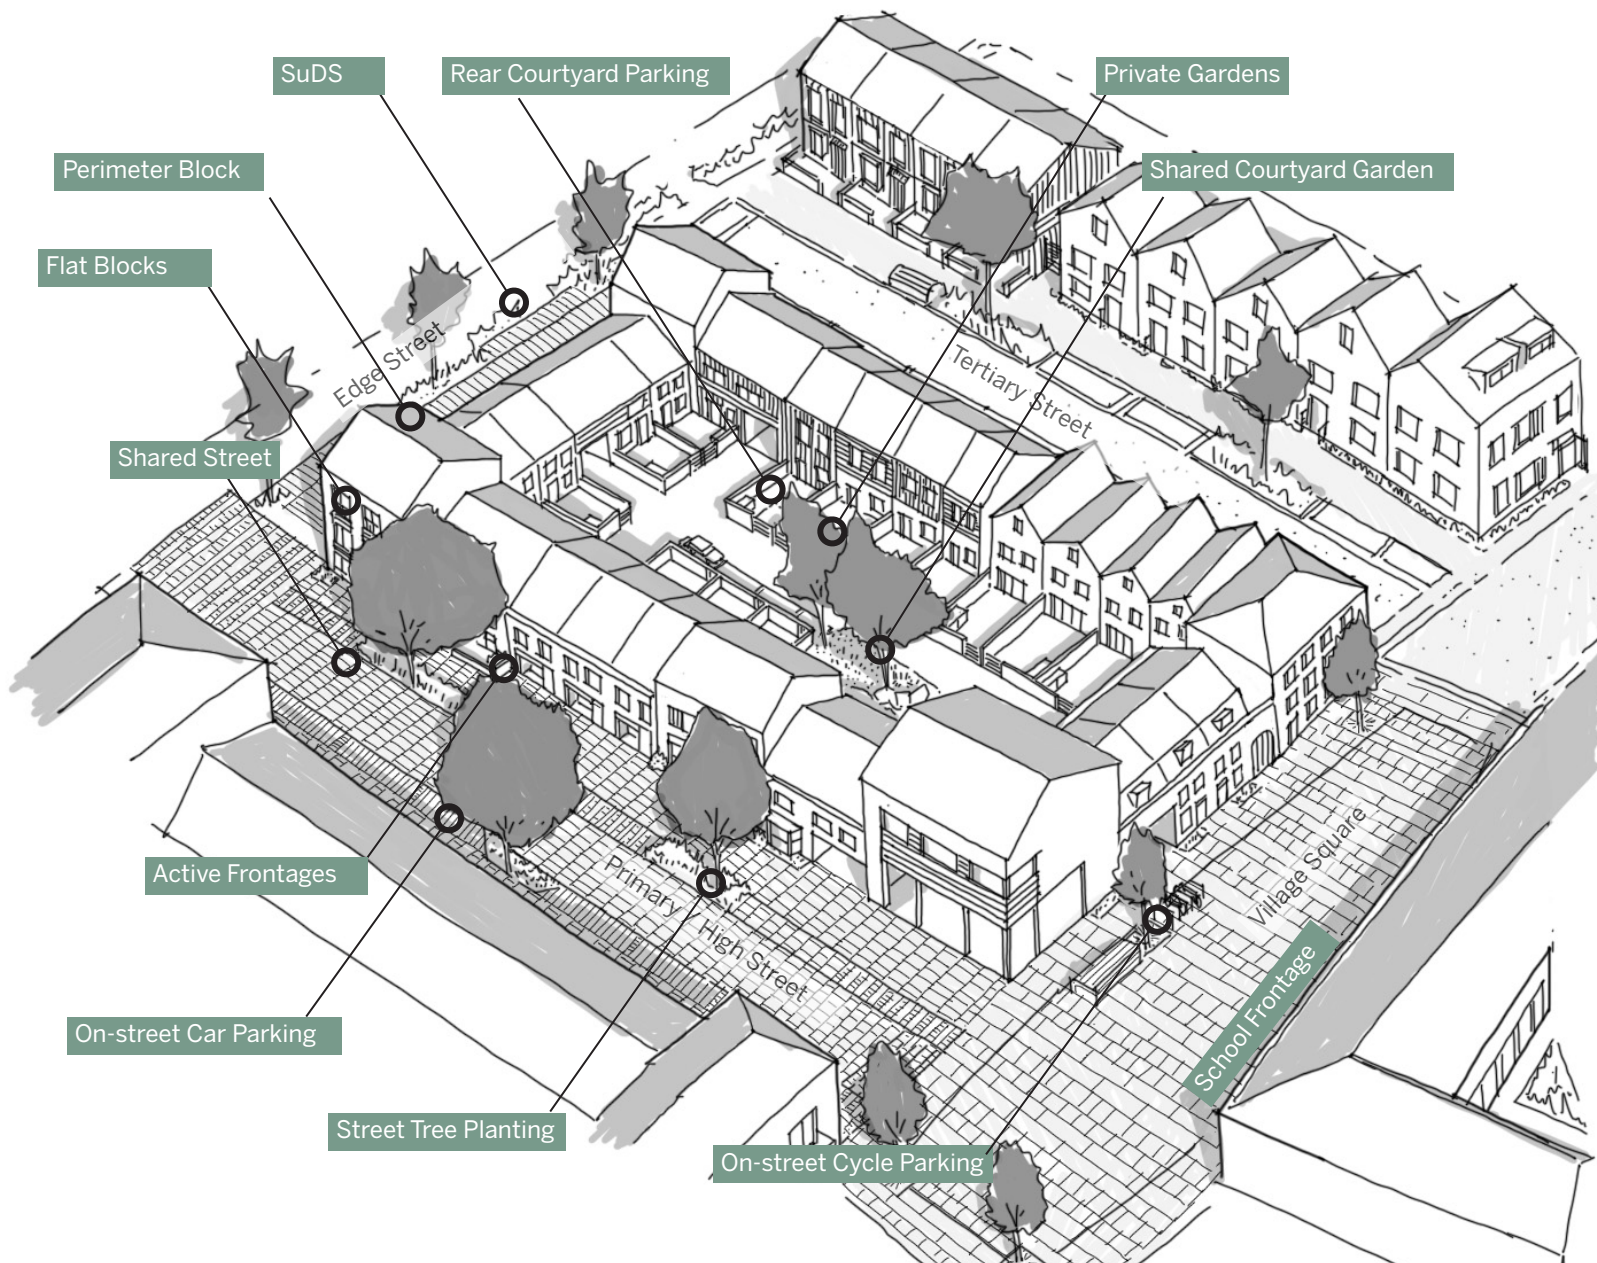 SuDS
Rear Courtyard Parking
Private Gardens
Perimeter Block
Shared Courtyard Garden
Flat Blocks
Edge Street
Tertiary Street
Shared Street
Active Frontages
Primary / High Street
Village Square
School Frontage
On-street Car Parking
Street Tree Planting
On-street Cycle Parking